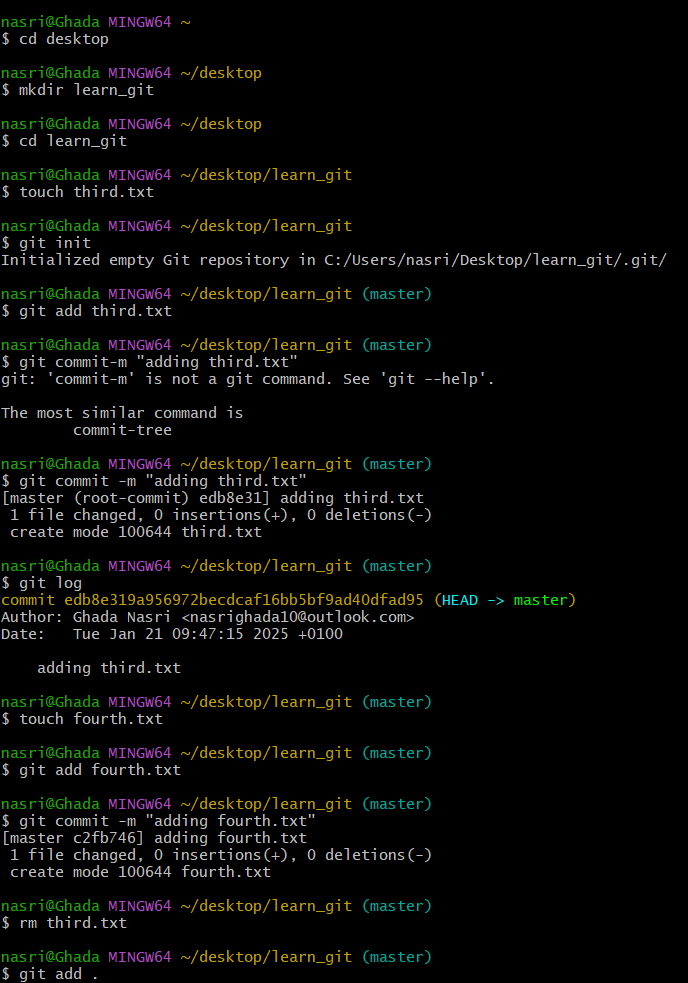 nasri@Ghada MINGW64 ~
$ cd desktop
nasri@Ghada MINGW64 ~/desktop
$ mkdir learn_git
nasri@Ghada MINGW64 ~/desktop
$ cd learn_git
nasri@Ghada MINGW64 ~/desktop/learn_git
$ touch third.txt
nasri@Ghada MINGW64 ~/desktop/learn_git
$ git init
Initialized empty Git repository in C:/Users/nasri/Desktop/learn_git/.git/
nasri@Ghada MINGW64 ~/desktop/learn_git (master)
$ git add third.txt
nasri@Ghada MINGW64 ~/desktop/learn_git (master)
$ git commit-m "adding third.txt"
git: 'commit-m' is not a git command. See 'git --help'.
The most similar command is
        commit-tree
nasri@Ghada MINGW64 ~/desktop/learn_git (master)
$ git commit -m "adding third.txt"
[master (root-commit) edb8e31] adding third.txt
 1 file changed, 0 insertions(+), 0 deletions(-)
 create mode 100644 third.txt
nasri@Ghada MINGW64 ~/desktop/learn_git (master)
$ git log
commit edb8e319a956972becdcaf16bb5bf9ad40dfad95 (HEAD -> master)
Author: Ghada Nasri <nasrighada10@outlook.com>
Date:   Tue Jan 21 09:47:15 2025 +0100
    adding third.txt
nasri@Ghada MINGW64 ~/desktop/learn_git (master)
$ touch fourth.txt
nasri@Ghada MINGW64 ~/desktop/learn_git (master)
$ git add fourth.txt
nasri@Ghada MINGW64 ~/desktop/learn_git (master)
$ git commit -m "adding fourth.txt"
[master c2fb746] adding fourth.txt
 1 file changed, 0 insertions(+), 0 deletions(-)
 create mode 100644 fourth.txt
nasri@Ghada MINGW64 ~/desktop/learn_git (master)
$ rm third.txt
nasri@Ghada MINGW64 ~/desktop/learn_git (master)
$ git add .